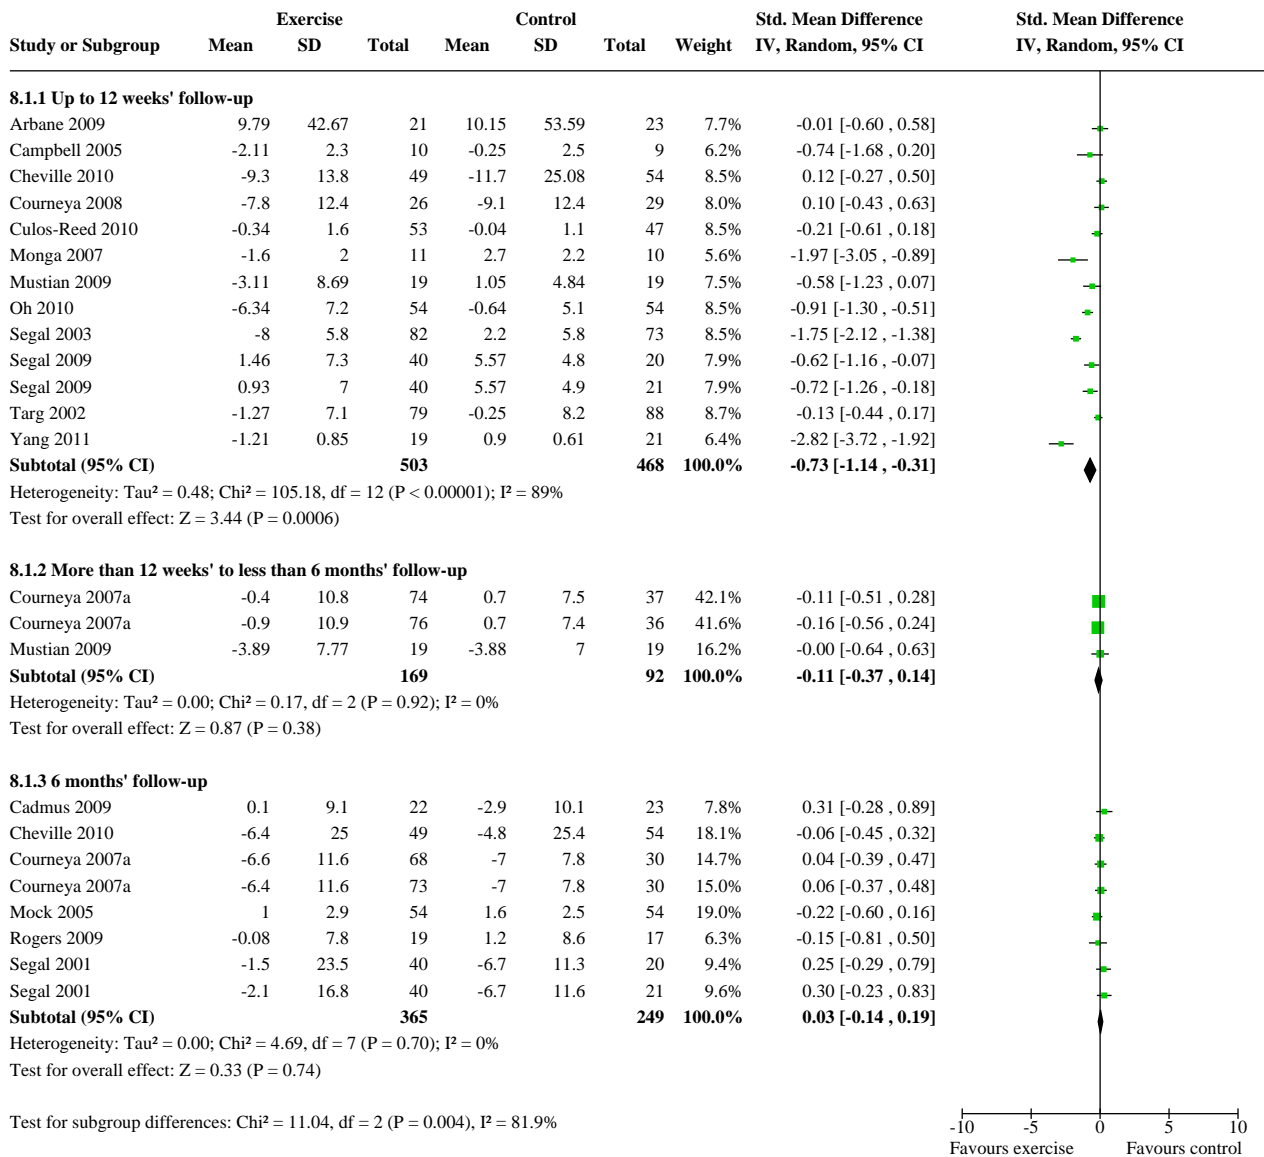 Exercise Control Std. Mean Difference Std. Mean Difference
Study or Subgroup Mean SD Total Mean SD Total Weight IV, Random, 95% CI IV, Random, 95% CI
8.1.1 Up to 12 weeks' follow-up
Arbane 2009 9.79 42.67 21 10.15 53.59 23 7.7% -0.01 [-0.60 , 0.58]
Campbell 2005 -2.11 2.3 10 -0.25 2.5 9 6.2% -0.74 [-1.68 , 0.20]
Cheville 2010 -9.3 13.8 49 -11.7 25.08 54 8.5% 0.12 [-0.27 , 0.50]
Courneya 2008 -7.8 12.4 26 -9.1 12.4 29 8.0% 0.10 [-0.43 , 0.63]
Culos-Reed 2010 -0.34 1.6 53 -0.04 1.1 47 8.5% -0.21 [-0.61 , 0.18]
Monga 2007 -1.6 2 11 2.7 2.2 10 5.6% -1.97 [-3.05 , -0.89]
Mustian 2009 -3.11 8.69 19 1.05 4.84 19 7.5% -0.58 [-1.23 , 0.07]
Oh 2010 -6.34 7.2 54 -0.64 5.1 54 8.5% -0.91 [-1.30 , -0.51]
Segal 2003 -8 5.8 82 2.2 5.8 73 8.5% -1.75 [-2.12 , -1.38]
Segal 2009 1.46 7.3 40 5.57 4.8 20 7.9% -0.62 [-1.16 , -0.07]
Segal 2009 0.93 7 40 5.57 4.9 21 7.9% -0.72 [-1.26 , -0.18]
Targ 2002 -1.27 7.1 79 -0.25 8.2 88 8.7% -0.13 [-0.44 , 0.17]
Yang 2011 -1.21 0.85 19 0.9 0.61 21 6.4% -2.82 [-3.72 , -1.92]
Subtotal (95% CI) 503 468 100.0% -0.73 [-1.14 , -0.31]
Heterogeneity: Tau² = 0.48; Chi² = 105.18, df = 12 (P < 0.00001); I² = 89%
Test for overall effect: Z = 3.44 (P = 0.0006)
8.1.2 More than 12 weeks' to less than 6 months' follow-up
Courneya 2007a -0.4 10.8 74 0.7 7.5 37 42.1% -0.11 [-0.51 , 0.28]
Courneya 2007a -0.9 10.9 76 0.7 7.4 36 41.6% -0.16 [-0.56 , 0.24]
Mustian 2009 -3.89 7.77 19 -3.88 7 19 16.2% -0.00 [-0.64 , 0.63]
Subtotal (95% CI) 169 92 100.0% -0.11 [-0.37 , 0.14]
Heterogeneity: Tau² = 0.00; Chi² = 0.17, df = 2 (P = 0.92); I² = 0%
Test for overall effect: Z = 0.87 (P = 0.38)
8.1.3 6 months' follow-up
Cadmus 2009 0.1 9.1 22 -2.9 10.1 23 7.8% 0.31 [-0.28 , 0.89]
Cheville 2010 -6.4 25 49 -4.8 25.4 54 18.1% -0.06 [-0.45 , 0.32]
Courneya 2007a -6.6 11.6 68 -7 7.8 30 14.7% 0.04 [-0.39 , 0.47]
Courneya 2007a -6.4 11.6 73 -7 7.8 30 15.0% 0.06 [-0.37 , 0.48]
Mock 2005 1 2.9 54 1.6 2.5 54 19.0% -0.22 [-0.60 , 0.16]
Rogers 2009 -0.08 7.8 19 1.2 8.6 17 6.3% -0.15 [-0.81 , 0.50]
Segal 2001 -1.5 23.5 40 -6.7 11.3 20 9.4% 0.25 [-0.29 , 0.79]
Segal 2001 -2.1 16.8 40 -6.7 11.6 21 9.6% 0.30 [-0.23 , 0.83]
Subtotal (95% CI) 365 249 100.0% 0.03 [-0.14 , 0.19]
Heterogeneity: Tau² = 0.00; Chi² = 4.69, df = 7 (P = 0.70); I² = 0%
Test for overall effect: Z = 0.33 (P = 0.74)
Test for subgroup differences: Chi² = 11.04, df = 2 (P = 0.004), I² = 81.9%
-10 -5 0 5 10
Favours exercise Favours control